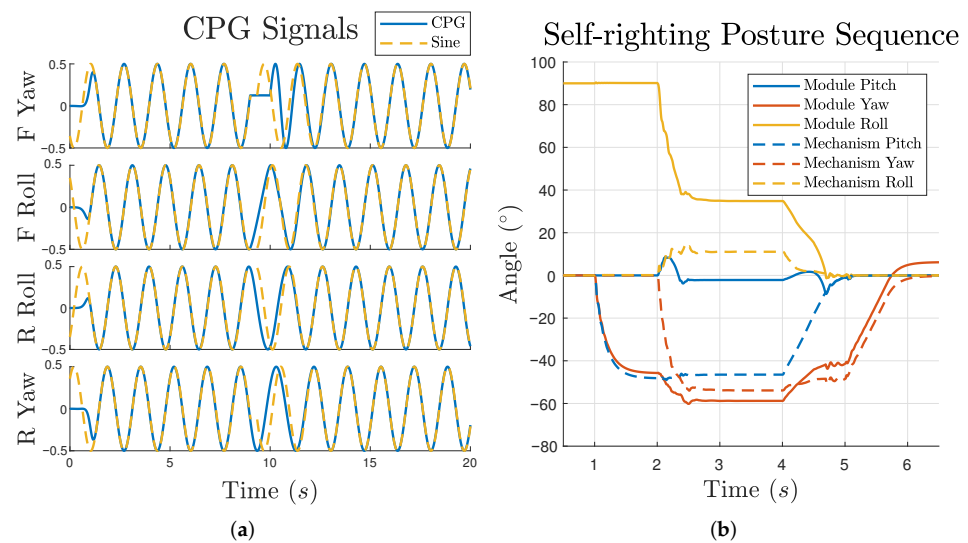 CPG Signals
CPG
Sine
F Yaw
0.5
0
-0.5
F Roll
0.5
0
-0.5
R Roll
0.5
0
-0.5
R Yaw
0.5
0
-0.5
0 5 10 15 20
Time (s)
(a)
Self-righting Posture Sequence
Module Pitch
Module Yaw
Module Roll
Mechanism Pitch
Mechanism Yaw
Mechanism Roll
Angle (°)
100
80
60
40
20
0
−20
−40
−60
−80
1 2 3 4 5 6
Time (s)
(b)